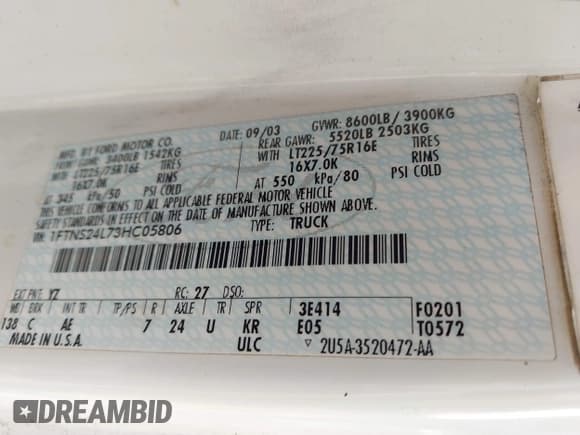 MFD. BY FORD MOTOR CO.
DATE: 09/03 GVWR: 8600LB/ 3900KG
FRONT GAWR: 3400LB 1542KG REAR GAWR: 5520LB 2503KG
WITH LT225/75R16E TIRES WITH LT225/75R16E TIRES
16X7.0K RIMS 16X7.0K RIMS
AT 345 kPa/50 PSI COLD AT 550 kPa/80 PSI COLD
THIS VEHICLE CONFORMS TO ALL APPLICABLE FEDERAL MOTOR VEHICLE
SAFETY STANDARDS IN EFFECT ON THE DATE OF MANUFACTURE SHOWN ABOVE.
1FTNS24L73HC05806 TYPE: TRUCK
EXT PNT: YZ RC: 27 DSO:
WB BRK INT TR TP/PS R AXLE TR SPR 3E414 F0201
138 C AE 7 24 U KR E05 T0572
MADE IN U.S.A. ULC ▽ 2U5A-3520472-AA
DREAMBID